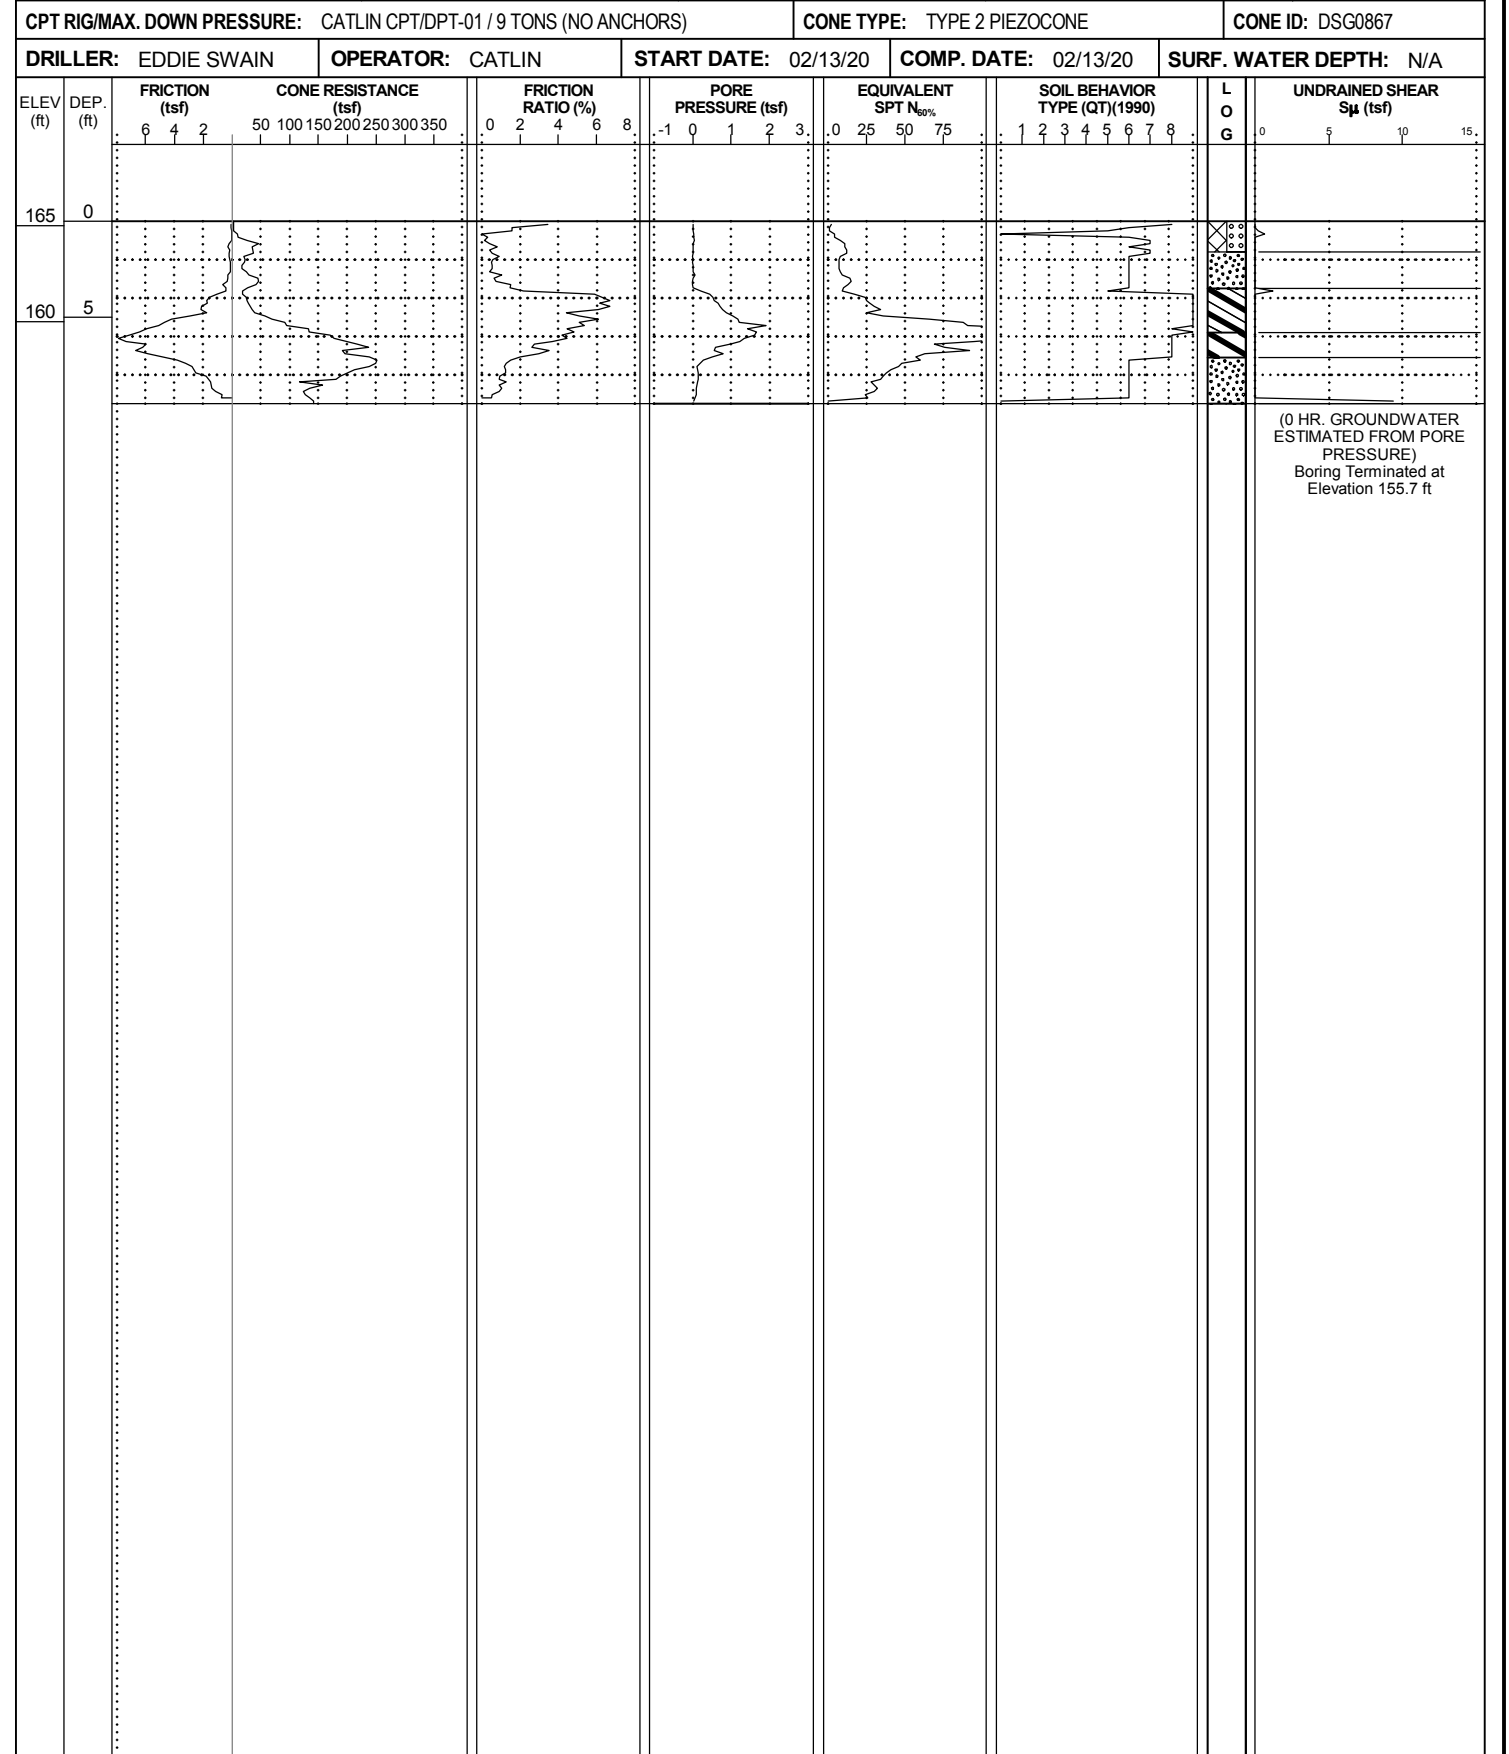 CPT RIG/MAX. DOWN PRESSURE: CATLIN CPT/DPT-01 / 9 TONS (NO ANCHORS) CONE TYPE: TYPE 2 PIEZOCONE CONE ID: DSG0867
DRILLER: EDDIE SWAIN OPERATOR: CATLIN START DATE: 02/13/20 COMP. DATE: 02/13/20 SURF. WATER DEPTH: N/A
ELEV (ft)
DEP. (ft)
FRICTION (tsf)
6 4 2
CONE RESISTANCE (tsf)
50 100 150 200 250 300 350
FRICTION RATIO (%)
0 2 4 6 8
PORE PRESSURE (tsf)
-1 0 1 2 3
EQUIVALENT SPT N60%
0 25 50 75
SOIL BEHAVIOR TYPE (QT)(1990)
1 2 3 4 5 6 7 8
L
O
G
UNDRAINED SHEAR Sµ (tsf)
0 5 10 15
165 0
160 5
(0 HR. GROUNDWATER
ESTIMATED FROM PORE
PRESSURE)
Boring Terminated at
Elevation 155.7 ft